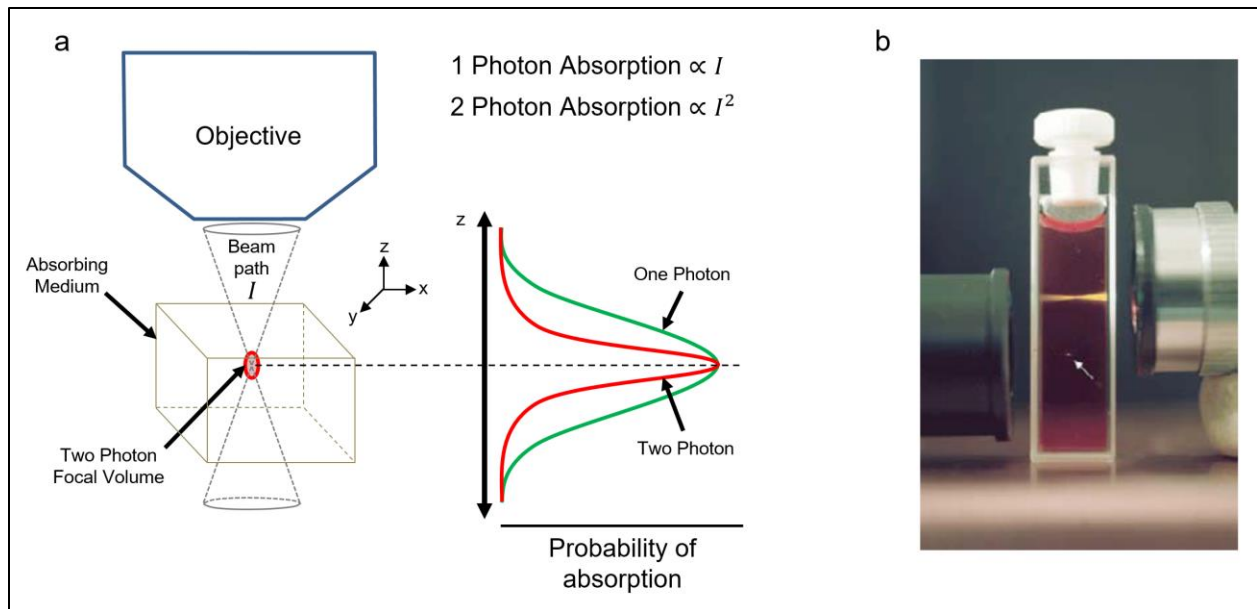 a
1 Photon Absorption ∝ I
2 Photon Absorption ∝ I²
Objective
Beam
path
I
Absorbing
Medium
z
x
y
Two Photon
Focal Volume
z
One Photon
Two Photon
Probability of
absorption
b